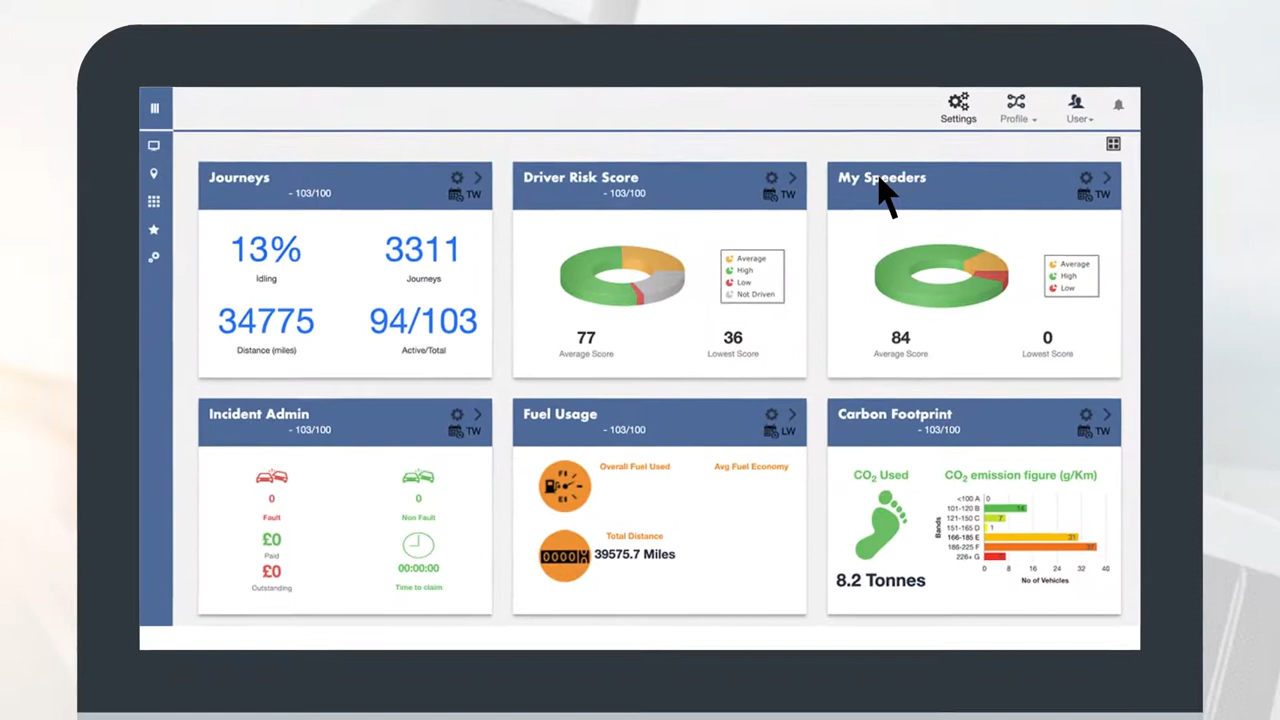 Settings
Profile
User
Journeys
- 103/100
TW
13%
Idling
3311
Journeys
34775
Distance (miles)
94/103
Active/Total
Driver Risk Score
- 103/100
TW
Average
High
Low
Not Driven
77
Average Score
36
Lowest Score
My Speeders
TW
Average
High
Low
84
Average Score
0
Lowest Score
Incident Admin
- 103/100
TW
0
Fault
0
Non Fault
£0
Paid
£0
Outstanding
00:00:00
Time to claim
Fuel Usage
- 103/100
LW
Overall Fuel Used
Avg Fuel Economy
Total Distance
39575.7 Miles
Carbon Footprint
- 103/100
TW
CO2 Used
8.2 Tonnes
CO2 emission figure (g/Km)
Bands
<100 A 0
101-120 B 14
121-150 C 7
151-165 D 1
166-185 E 31
186-225 F 37
226+ G
0 8 16 24 32 40
No of Vehicles